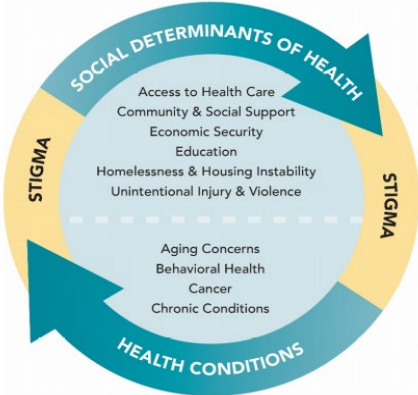 SOCIAL DETERMINANTS OF HEALTH
Access to Health Care
Community & Social Support
Economic Security
Education
Homelessness & Housing Instability
Unintentional Injury & Violence
STIGMA
STIGMA
Aging Concerns
Behavioral Health
Cancer
Chronic Conditions
HEALTH CONDITIONS